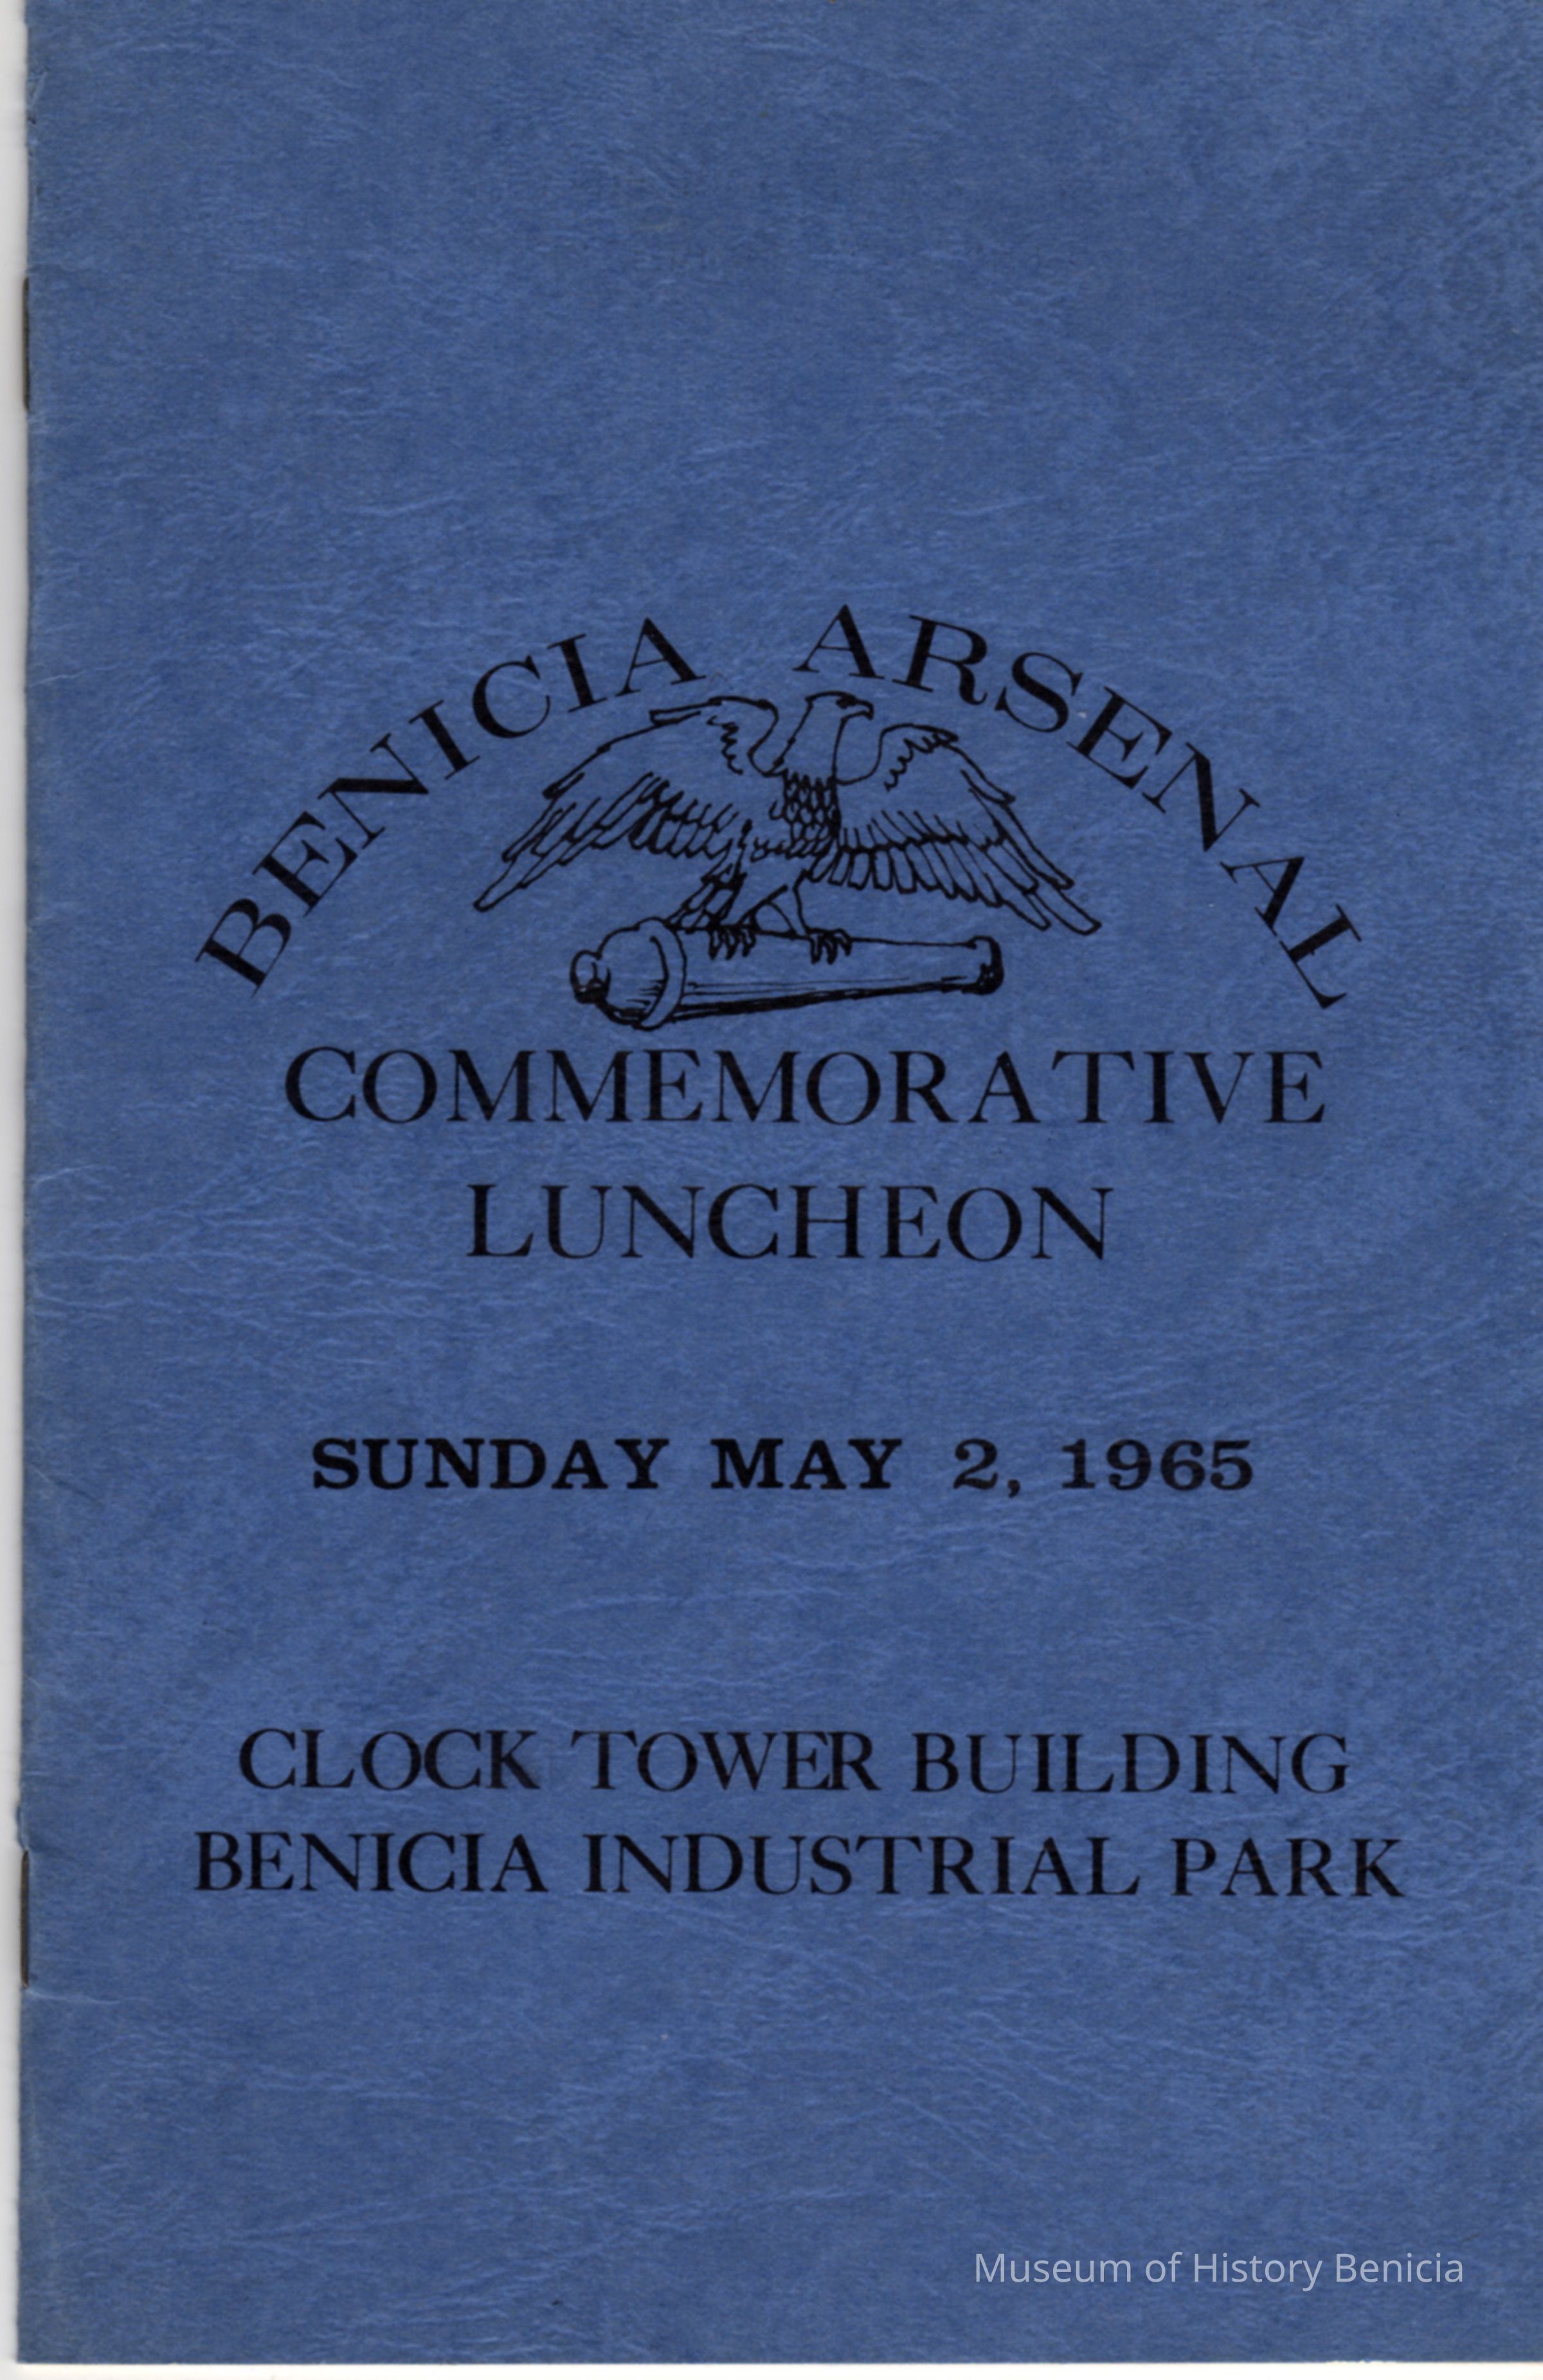 BENICIA ARSENAL
COMMEMORATIVE
LUNCHEON
SUNDAY MAY 2, 1965
CLOCK TOWER BUILDING
BENICIA INDUSTRIAL PARK
Museum of History Benicia